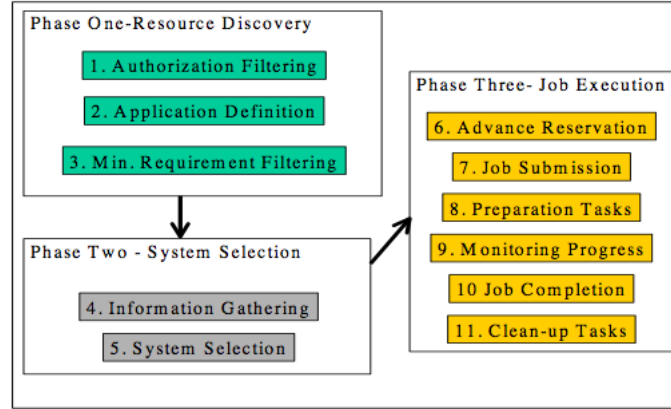 Phase One-Resource Discovery
1. Authorization Filtering
2. Application Definition
3. Min. Requirement Filtering
Phase Two - System Selection
4. Information Gathering
5. System Selection
Phase Three- Job Execution
6. Advance Reservation
7. Job Submission
8. Preparation Tasks
9. Monitoring Progress
10 Job Completion
11. Clean-up Tasks